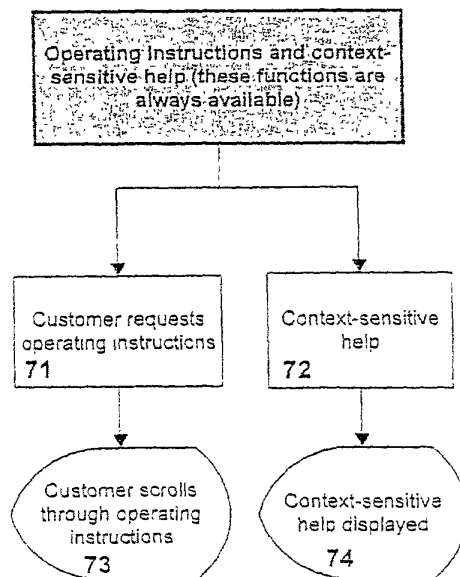 Operating Instructions and context-
sensitive help (these functions are
always available)
Customer requests
operating instructions
71
Context-sensitive
help
72
Customer scrolls
through operating
instructions
73
Context-sensitive
help displayed
74